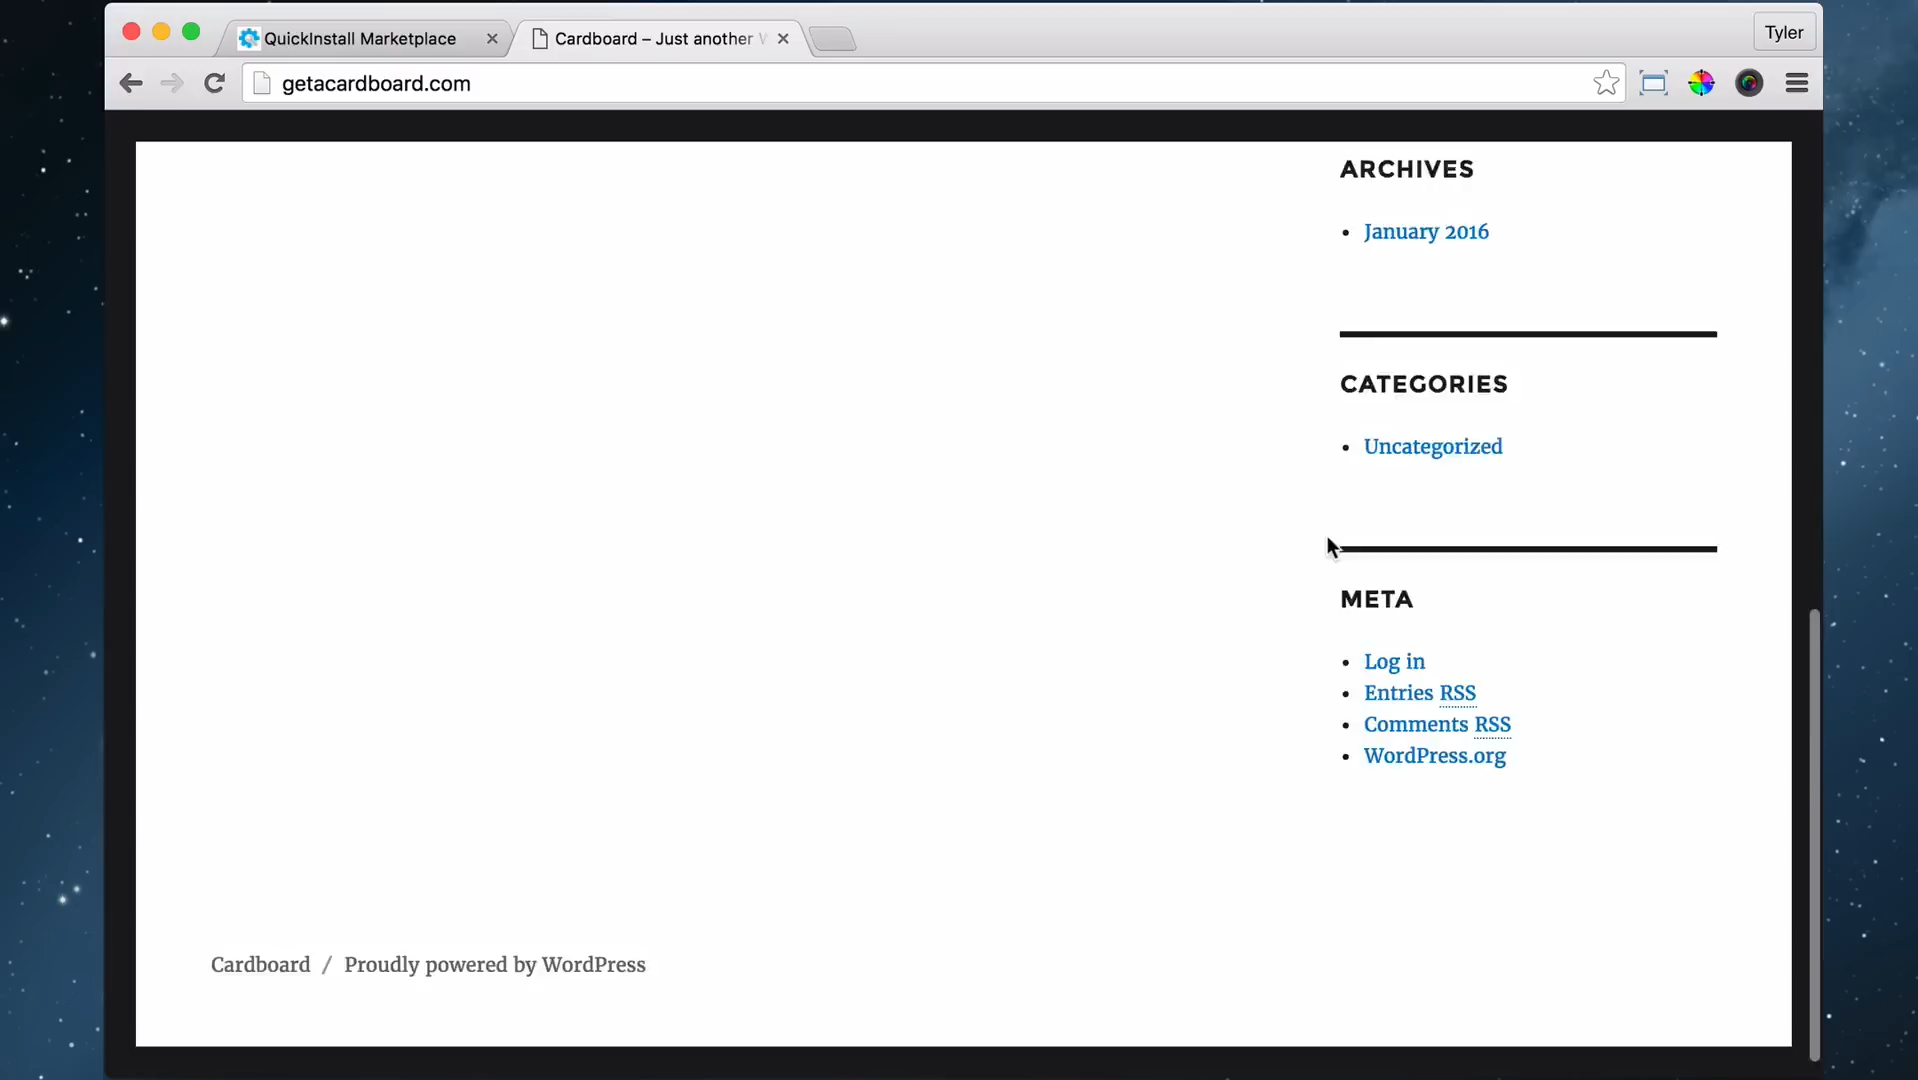 QuickInstall Marketplace
Cardboard – Just another
Tyler
getacardboard.com
ARCHIVES
January 2016
CATEGORIES
Uncategorized
META
Log in
Entries RSS
Comments RSS
WordPress.org
Cardboard / Proudly powered by WordPress